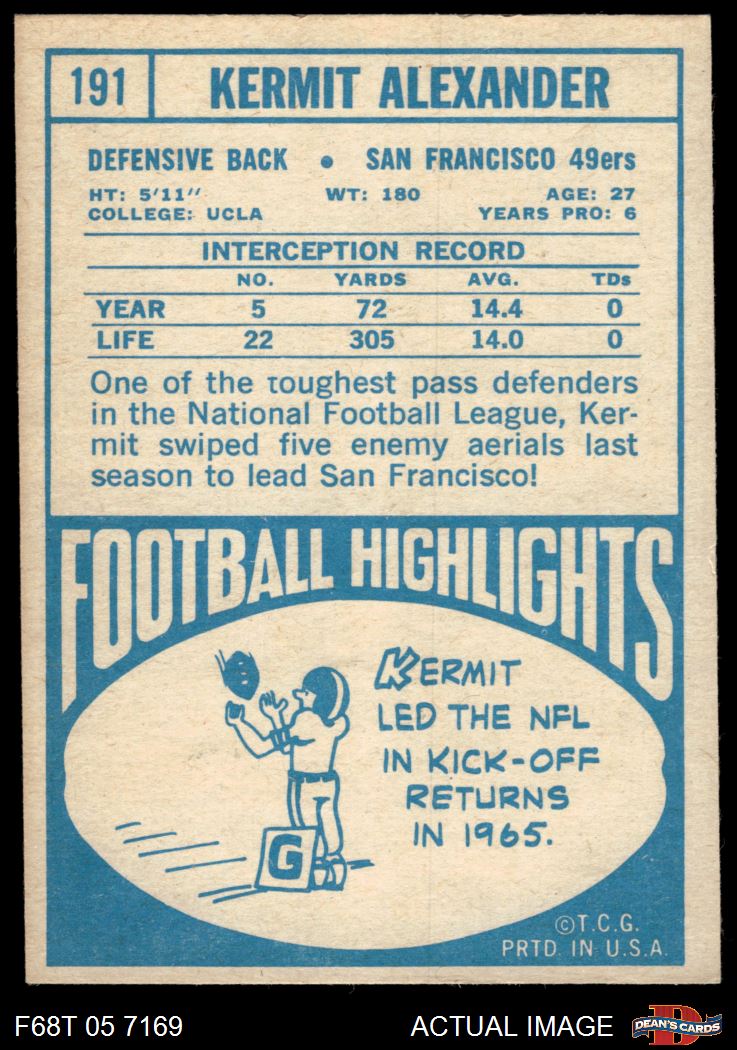 191 KERMIT ALEXANDER
DEFENSIVE BACK • SAN FRANCISCO 49ers
HT: 5'11" WT: 180 AGE: 27
COLLEGE: UCLA YEARS PRO: 6
INTERCEPTION RECORD
NO. YARDS AVG. TDs
YEAR 5 72 14.4 0
LIFE 22 305 14.0 0
One of the toughest pass defenders
in the National Football League, Ker-
mit swiped five enemy aerials last
season to lead San Francisco!
FOOTBALL HIGHLIGHTS
KERMIT
LED THE NFL
IN KICK-OFF
RETURNS
IN 1965.
G
©T.C.G.
PRTD. IN U.S.A.
F68T 05 7169 ACTUAL IMAGE D DEAN'S CARDS